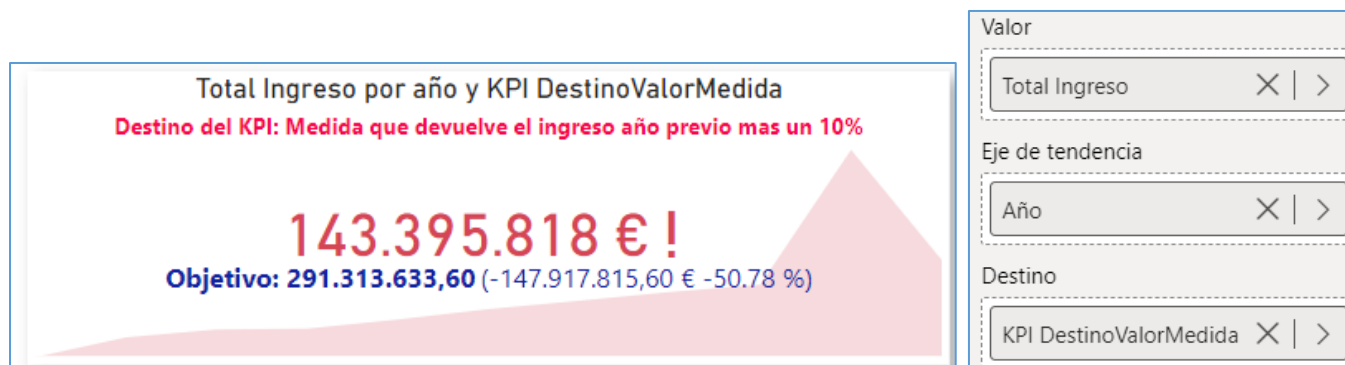 Total Ingreso por año y KPI DestinoValorMedida
Destino del KPI: Medida que devuelve el ingreso año previo mas un 10%
143.395.818 € !
Objetivo: 291.313.633,60 (-147.917.815,60 € -50.78 %)
Valor
Total Ingreso
Eje de tendencia
Año
Destino
KPI DestinoValorMedida